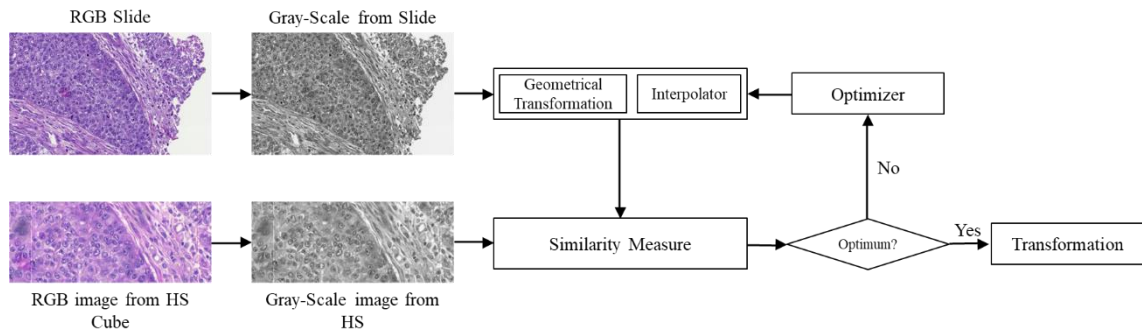 RGB Slide
Gray-Scale from Slide
Geometrical
Transformation
Interpolator
Optimizer
No
Similarity Measure
Optimum?
Yes
Transformation
RGB image from HS
Cube
Gray-Scale image from
HS